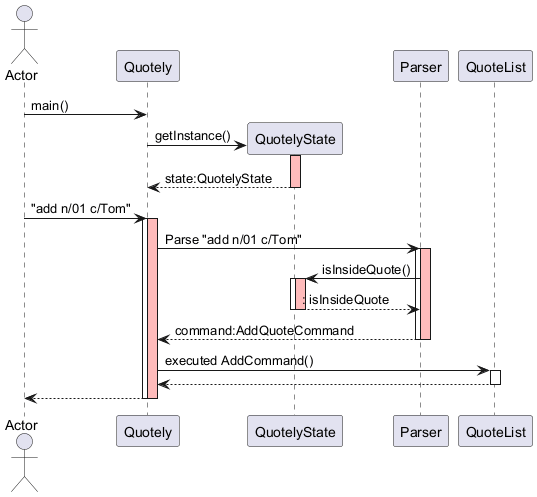 Actor
Quotely
Parser
QuoteList
main()
getInstance()
QuotelyState
state:QuotelyState
"add n/01 c/Tom"
Parse "add n/01 c/Tom"
isInsideQuote()
: isInsideQuote
command:AddQuoteCommand
executed AddCommand()
Actor
Quotely
QuotelyState
Parser
QuoteList